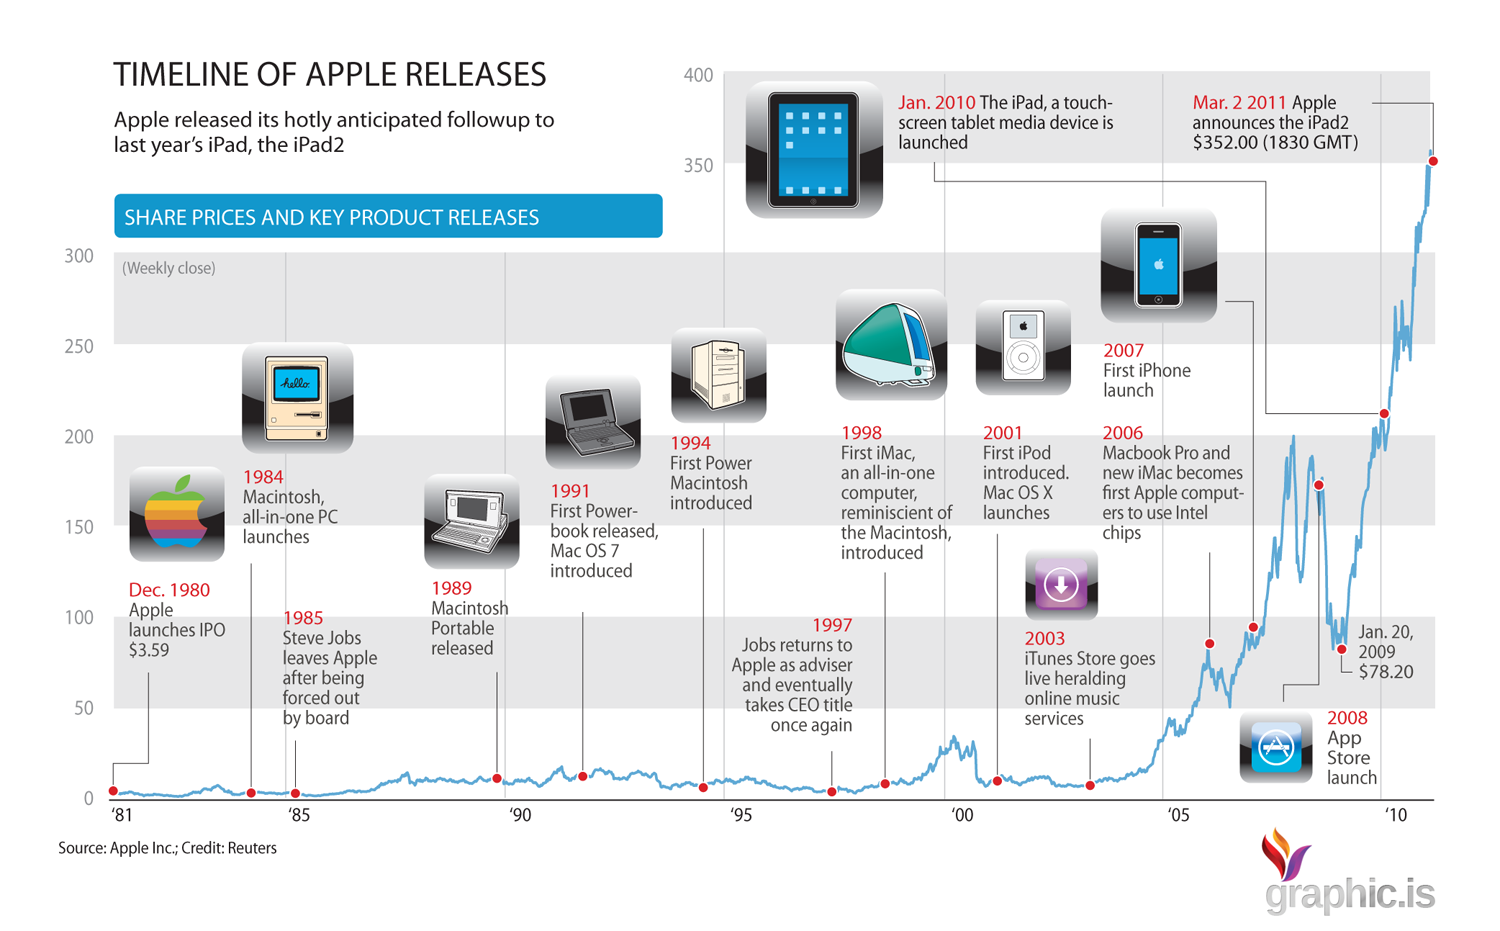 TIMELINE OF APPLE RELEASES
Apple released its hotly anticipated followup to
last year’s iPad, the iPad2
SHARE PRICES AND KEY PRODUCT RELEASES
(Weekly close)
400
350
300
250
200
150
100
50
0
Dec. 1980
Apple
launches IPO
$3.59
hello.
1984
Macintosh,
all-in-one PC
launches
1985
Steve Jobs
leaves Apple
after being
forced out
by board
1989
Macintosh
Portable
released
1991
First Power-
book released,
Mac OS 7
introduced
1994
First Power
Macintosh
introduced
1997
Jobs returns to
Apple as adviser
and eventually
takes CEO title
once again
1998
First iMac,
an all-in-one
computer,
reminiscent of
the Macintosh,
introduced
2001
First iPod
introduced.
Mac OS X
launches
2003
iTunes Store goes
live heralding
online music
services
2006
Macbook Pro and
new iMac becomes
first Apple comput-
ers to use Intel
chips
2007
First iPhone
launch
2008
App
Store
launch
Jan. 20,
2009
$78.20
Jan. 2010 The iPad, a touch-
screen tablet media device is
launched
Mar. 2 2011 Apple
announces the iPad2
$352.00 (1830 GMT)
‘81
‘85
‘90
‘95
‘00
‘05
‘10
Source: Apple Inc.; Credit: Reuters
graphic.is